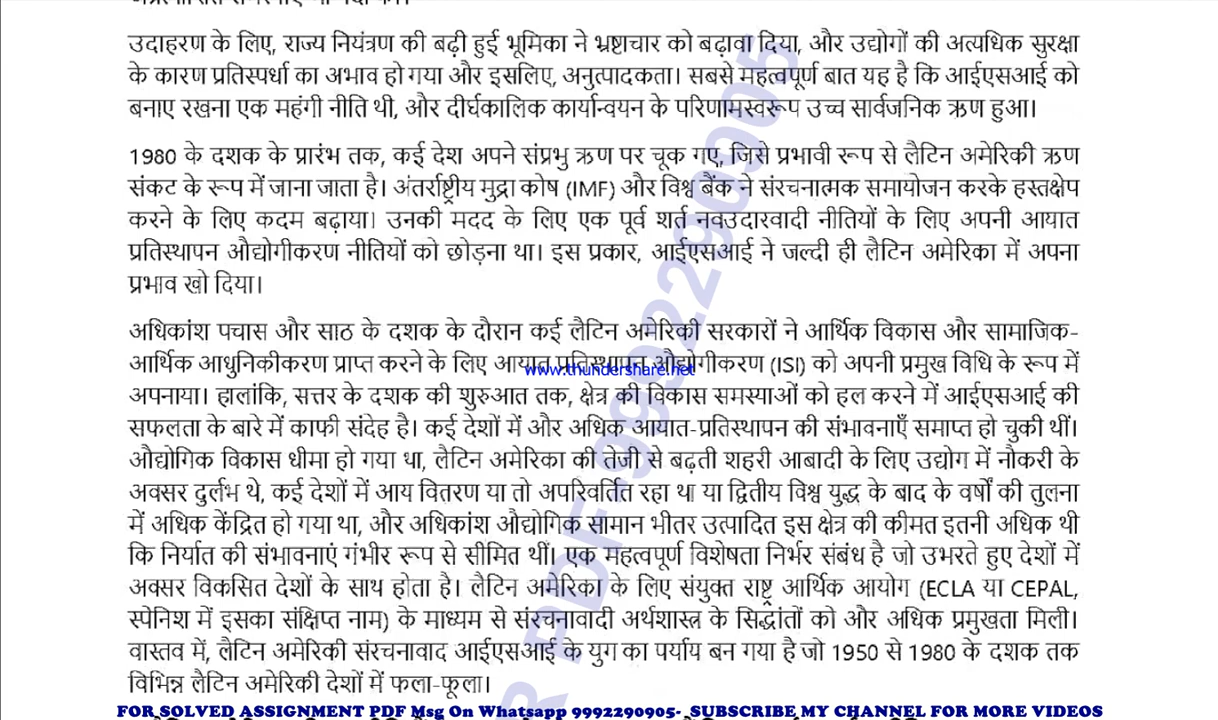 उदाहरण के लिए, राज्य नियंत्रण की बढ़ी हुई भूमिका ने भ्रष्टाचार को बढ़ावा दिया, और उद्योगों की अत्यधिक सुरक्षा
के कारण प्रतिस्पर्धा का अभाव हो गया और इसलिए, अनुत्पादकता। सबसे महत्वपूर्ण बात यह है कि आईएसआई को
बनाए रखना एक महंगी नीति थी, और दीर्घकालिक कार्यान्वयन के परिणामस्वरूप उच्च सार्वजनिक ऋण हुआ।
1980 के दशक के प्रारंभ तक, कई देश अपने संप्रभु ऋण पर चूक गए, जिसे प्रभावी रूप से लैटिन अमेरिकी ऋण
संकट के रूप में जाना जाता है। अंतर्राष्ट्रीय मुद्रा कोष (IMF) और विश्व बैंक ने संरचनात्मक समायोजन करके हस्तक्षेप
करने के लिए कदम बढ़ाया। उनकी मदद के लिए एक पूर्व शर्त नवउदारवादी नीतियों के लिए अपनी आयात
प्रतिस्थापन औद्योगीकरण नीतियों को छोड़ना था। इस प्रकार, आईएसआई ने जल्दी ही लैटिन अमेरिका में अपना
प्रभाव खो दिया।
अधिकांश पचास और साठ के दशक के दौरान कई लैटिन अमेरिकी सरकारों ने आर्थिक विकास और सामाजिक-
आर्थिक आधुनिकीकरण प्राप्त करने के लिए आयात प्रतिस्थापन औद्योगीकरण (ISI) को अपनी प्रमुख विधि के रूप में
www.thundershare.net
अपनाया। हालांकि, सत्तर के दशक की शुरुआत तक, क्षेत्र की विकास समस्याओं को हल करने में आईएसआई की
सफलता के बारे में काफी संदेह है। कई देशों में और अधिक आयात-प्रतिस्थापन की संभावनाएँ समाप्त हो चुकी थीं।
औद्योगिक विकास धीमा हो गया था, लैटिन अमेरिका की तेजी से बढ़ती शहरी आबादी के लिए उद्योग में नौकरी के
अवसर दुर्लभ थे, कई देशों में आय वितरण या तो अपरिवर्तित रहा था या द्वितीय विश्व युद्ध के बाद के वर्षों की तुलना
में अधिक केंद्रित हो गया था, और अधिकांश औद्योगिक सामान भीतर उत्पादित इस क्षेत्र की कीमत इतनी अधिक थी
कि निर्यात की संभावनाएं गंभीर रूप से सीमित थीं। एक महत्वपूर्ण विशेषता निर्भर संबंध है जो उभरते हुए देशों में
अक्सर विकसित देशों के साथ होता है। लैटिन अमेरिका के लिए संयुक्त राष्ट्र आर्थिक आयोग (ECLA या CEPAL,
स्पेनिश में इसका संक्षिप्त नाम) के माध्यम से संरचनावादी अर्थशास्त्र के सिद्धांतों को और अधिक प्रमुखता मिली।
वास्तव में, लैटिन अमेरिकी संरचनावाद आईएसआई के युग का पर्याय बन गया है जो 1950 से 1980 के दशक तक
विभिन्न लैटिन अमेरिकी देशों में फला-फूला।
PDF-9992290905
FOR SOLVED ASSIGNMENT PDF Msg On Whatsapp 9992290905- SUBSCRIBE MY CHANNEL FOR MORE VIDEOS